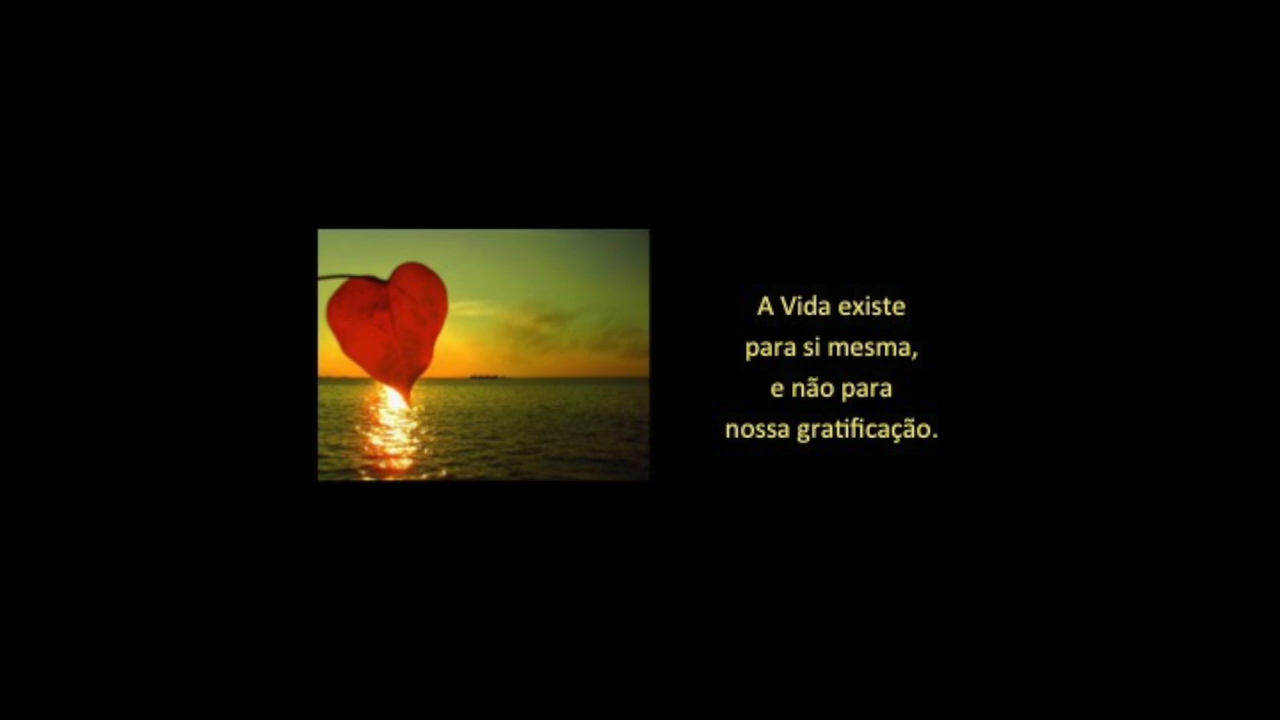 A Vida existe
para si mesma,
e não para
nossa gratificação.